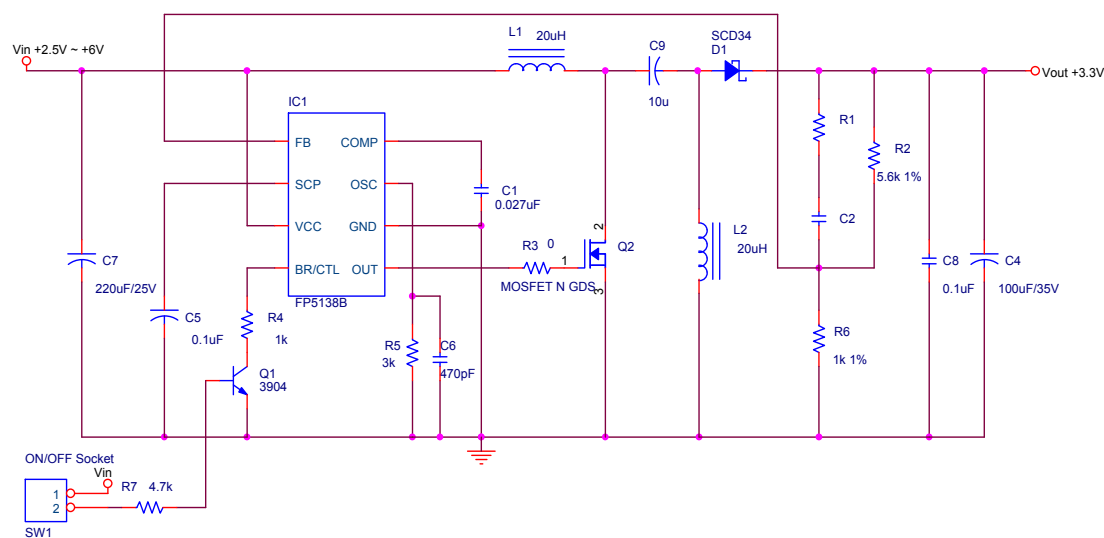 L1
20uH
SCD34
D1
C9
10u
Vin +2.5V ~ +6V
Vout +3.3V
IC1
FB
COMP
SCP
OSC
VCC
GND
BR/CTL
OUT
FP5138B
C1
0.027uF
R1
R2
5.6k 1%
C2
L2
20uH
R3
0
1
2
3
Q2
MOSFET N GDS
C7
220uF/25V
C5
0.1uF
R4
1k
R5
3k
C6
470pF
R6
1k 1%
C8
0.1uF
C4
100uF/35V
Q1
3904
ON/OFF Socket
Vin
R7
4.7k
1
2
SW1